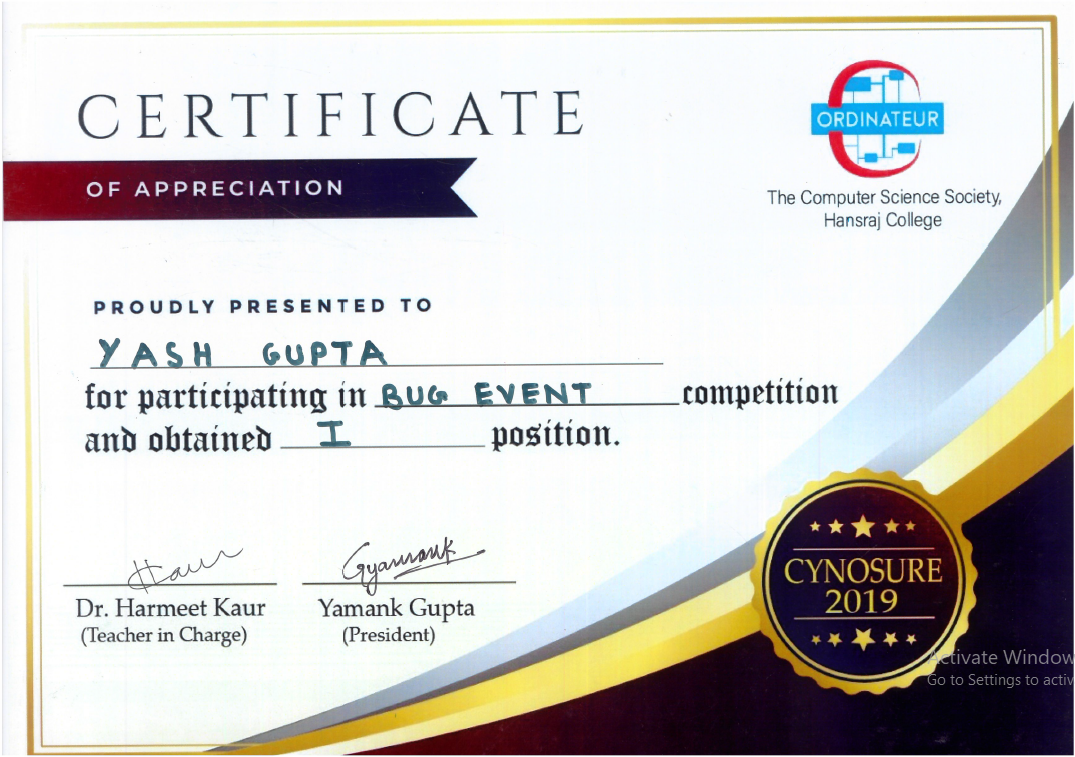 CERTIFICATE
OF APPRECIATION
ORDINATEUR
The Computer Science Society,
Hansraj College
PROUDLY PRESENTED TO
YASH GUPTA
for participating in BUG EVENT competition
and obtained I position.
Kaur
Gyamank
Dr. Harmeet Kaur
(Teacher in Charge)
Yamank Gupta
(President)
CYNOSURE
2019
Activate Window
Go to Settings to activ